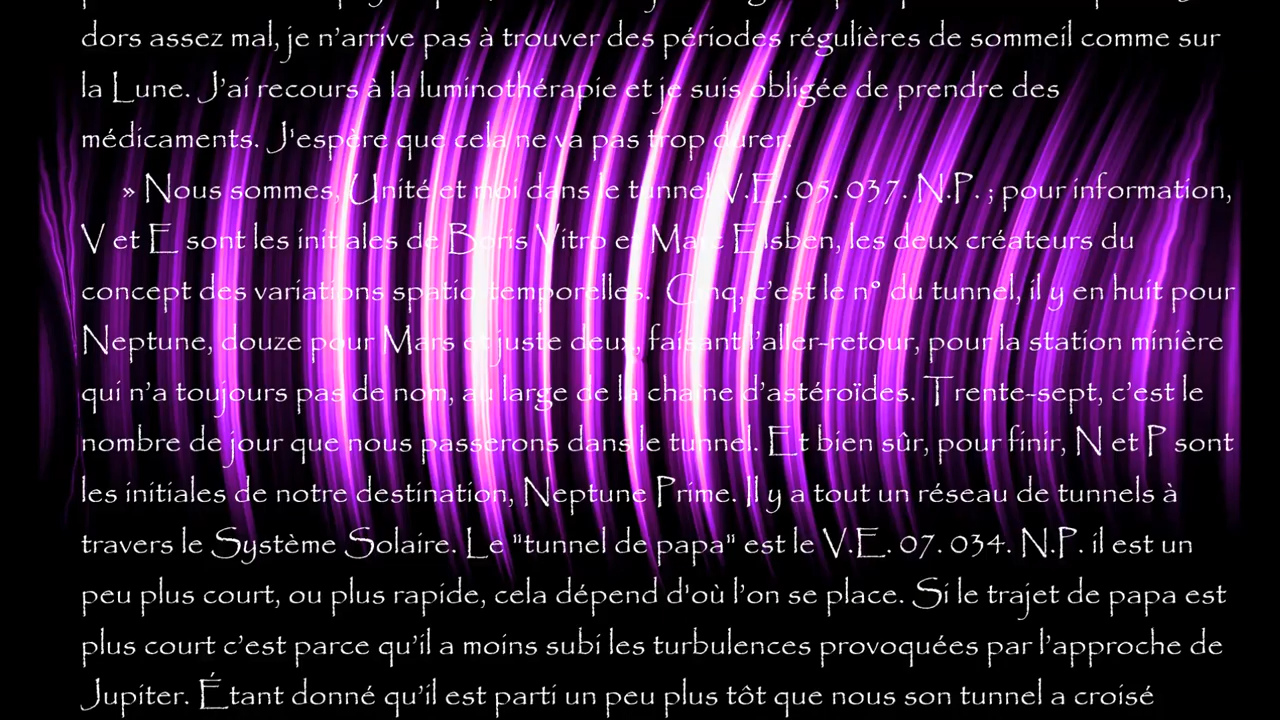 dors assez mal, je n’arrive pas à trouver des périodes régulières de sommeil comme sur
la Lune. J’ai recours à la luminothérapie et je suis obligée de prendre des
médicaments. J'espère que cela ne va pas trop durer.
» Nous sommes, Unité et moi dans le tunnel V.E. 05. 037. N.P. ; pour information,
V et E sont les initiales de Boris Vitro et Marc Elsben, les deux créateurs du
concept des variations spatio-temporelles. Cinq, c’est le n° du tunnel, il y en huit pour
Neptune, douze pour Mars et juste deux, faisant l’aller-retour, pour la station minière
qui n’a toujours pas de nom, au large de la chaîne d’astéroïdes. Trente-sept, c’est le
nombre de jour que nous passerons dans le tunnel. Et bien sûr, pour finir, N et P sont
les initiales de notre destination, Neptune Prime. Il y a tout un réseau de tunnels à
travers le Système Solaire. Le "tunnel de papa" est le V.E. 07. 034. N.P. il est un
peu plus court, ou plus rapide, cela dépend d'où l’on se place. Si le trajet de papa est
plus court c’est parce qu’il a moins subi les turbulences provoquées par l’approche de
Jupiter. Étant donné qu’il est parti un peu plus tôt que nous son tunnel a croisé